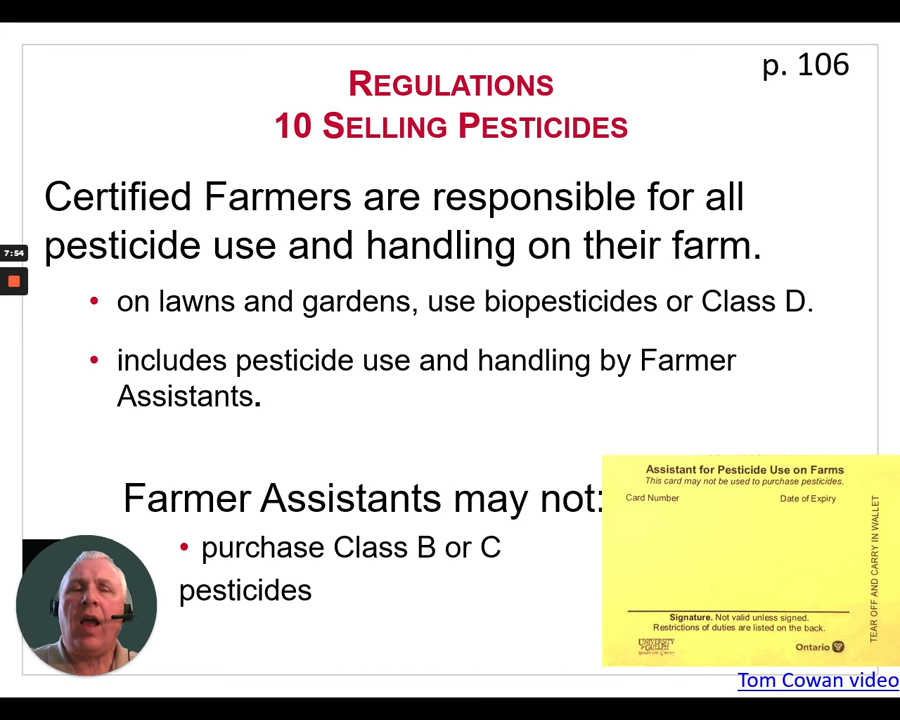 p. 106
REGULATIONS
10 SELLING PESTICIDES
Certified Farmers are responsible for all
pesticide use and handling on their farm.
7:54
• on lawns and gardens, use biopesticides or Class D.
• includes pesticide use and handling by Farmer
Assistants.
Farmer Assistants may not:
• purchase Class B or C
pesticides
Assistant for Pesticide Use on Farms
This card may not be used to purchase pesticides.
Card Number Date of Expiry
TEAR OFF AND CARRY IN WALLET
Signature. Not valid unless signed.
Restrictions of duties are listed on the back.
UNIVERSITY
of GUELPH
Ontario
Tom Cowan video